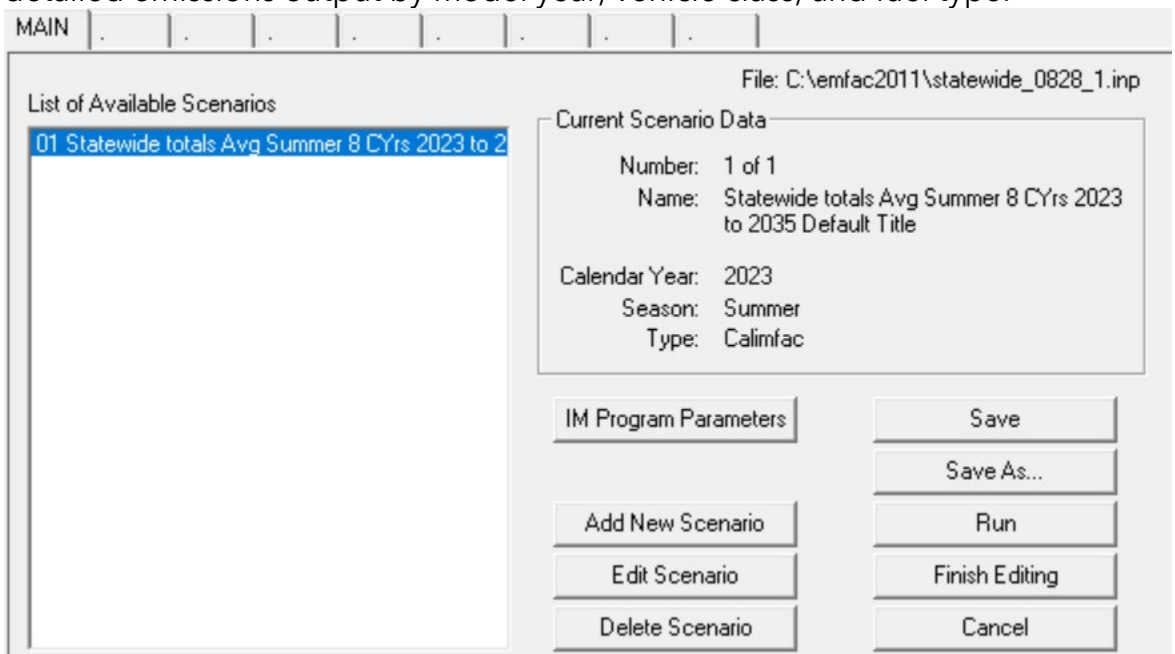 detailed emissions output by model year, vehicle class, and fuel type.
MAIN . . . . . . . .
File: C:\emfac2011\statewide_0828_1.inp
List of Available Scenarios
01 Statewide totals Avg Summer 8 CYrs 2023 to 2
Current Scenario Data
Number: 1 of 1
Name: Statewide totals Avg Summer 8 CYrs 2023
to 2035 Default Title
Calendar Year: 2023
Season: Summer
Type: Calimfac
IM Program Parameters
Save
Save As...
Add New Scenario
Run
Edit Scenario
Finish Editing
Delete Scenario
Cancel